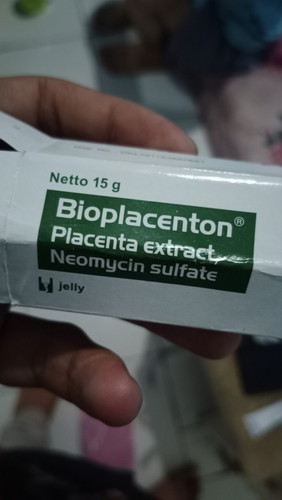 Netto 15 g
Bioplacenton®
Placenta extract
Neomycin sulfate
jelly